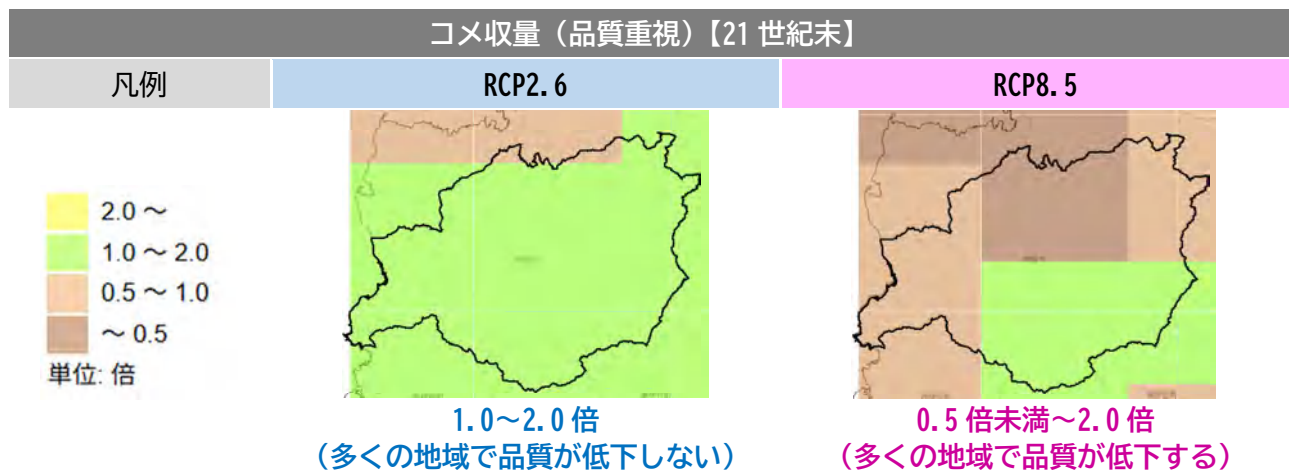 コメ収量（品質重視）【21 世紀末】
凡例
RCP2.6
RCP8.5
2.0 ～
1.0 ～ 2.0
0.5 ～ 1.0
～ 0.5
単位: 倍
1.0～2.0 倍
（多くの地域で品質が低下しない）
0.5 倍未満～2.0 倍
（多くの地域で品質が低下する）